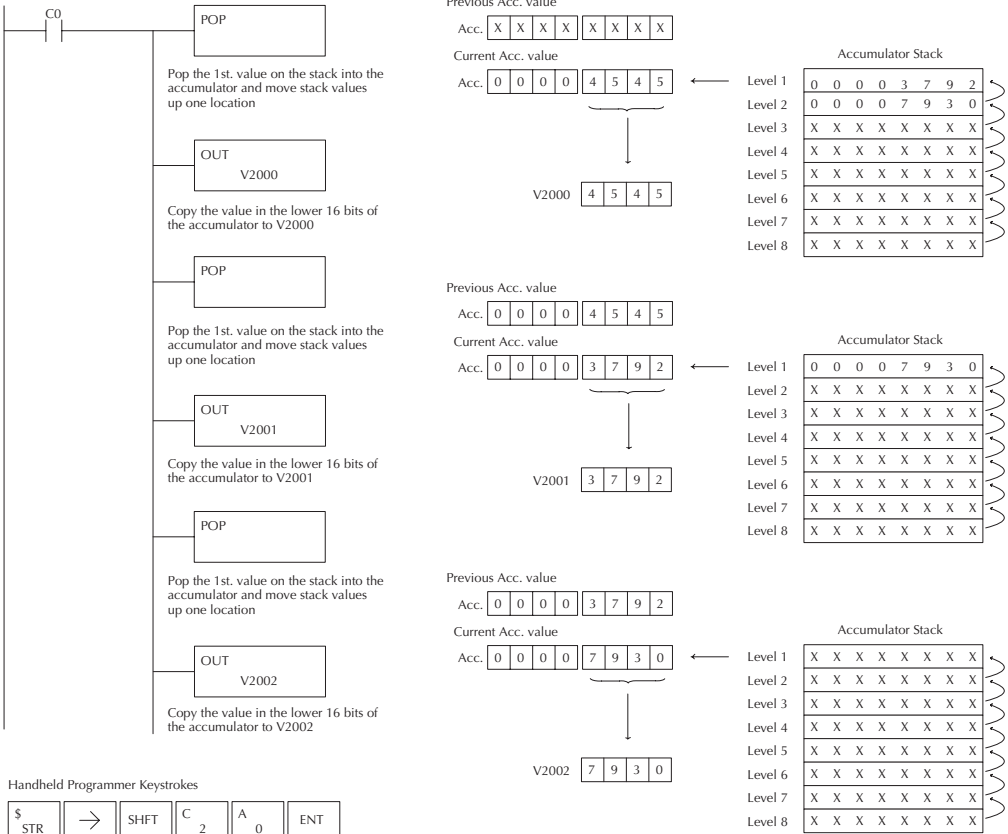 C0
POP
Pop the 1st. value on the stack into the
accumulator and move stack values
up one location
OUT
V2000
Copy the value in the lower 16 bits of
the accumulator to V2000
POP
Pop the 1st. value on the stack into the
accumulator and move stack values
up one location
OUT
V2001
Copy the value in the lower 16 bits of
the accumulator to V2001
POP
Pop the 1st. value on the stack into the
accumulator and move stack values
up one location
OUT
V2002
Copy the value in the lower 16 bits of
the accumulator to V2002
Previous Acc. value
Acc. X X X X X X X X
Current Acc. value
Acc. 0 0 0 0 4 5 4 5
V2000 4 5 4 5
Accumulator Stack
Level 1 0 0 0 0 3 7 9 2
Level 2 0 0 0 0 7 9 3 0
Level 3 X X X X X X X X
Level 4 X X X X X X X X
Level 5 X X X X X X X X
Level 6 X X X X X X X X
Level 7 X X X X X X X X
Level 8 X X X X X X X X
Previous Acc. value
Acc. 0 0 0 0 4 5 4 5
Current Acc. value
Acc. 0 0 0 0 3 7 9 2
V2001 3 7 9 2
Accumulator Stack
Level 1 0 0 0 0 7 9 3 0
Level 2 X X X X X X X X
Level 3 X X X X X X X X
Level 4 X X X X X X X X
Level 5 X X X X X X X X
Level 6 X X X X X X X X
Level 7 X X X X X X X X
Level 8 X X X X X X X X
Previous Acc. value
Acc. 0 0 0 0 3 7 9 2
Current Acc. value
Acc. 0 0 0 0 7 9 3 0
V2002 7 9 3 0
Accumulator Stack
Level 1 X X X X X X X X
Level 2 X X X X X X X X
Level 3 X X X X X X X X
Level 4 X X X X X X X X
Level 5 X X X X X X X X
Level 6 X X X X X X X X
Level 7 X X X X X X X X
Level 8 X X X X X X X X
Handheld Programmer Keystrokes
$ STR → SHFT C 2 A 0 ENT